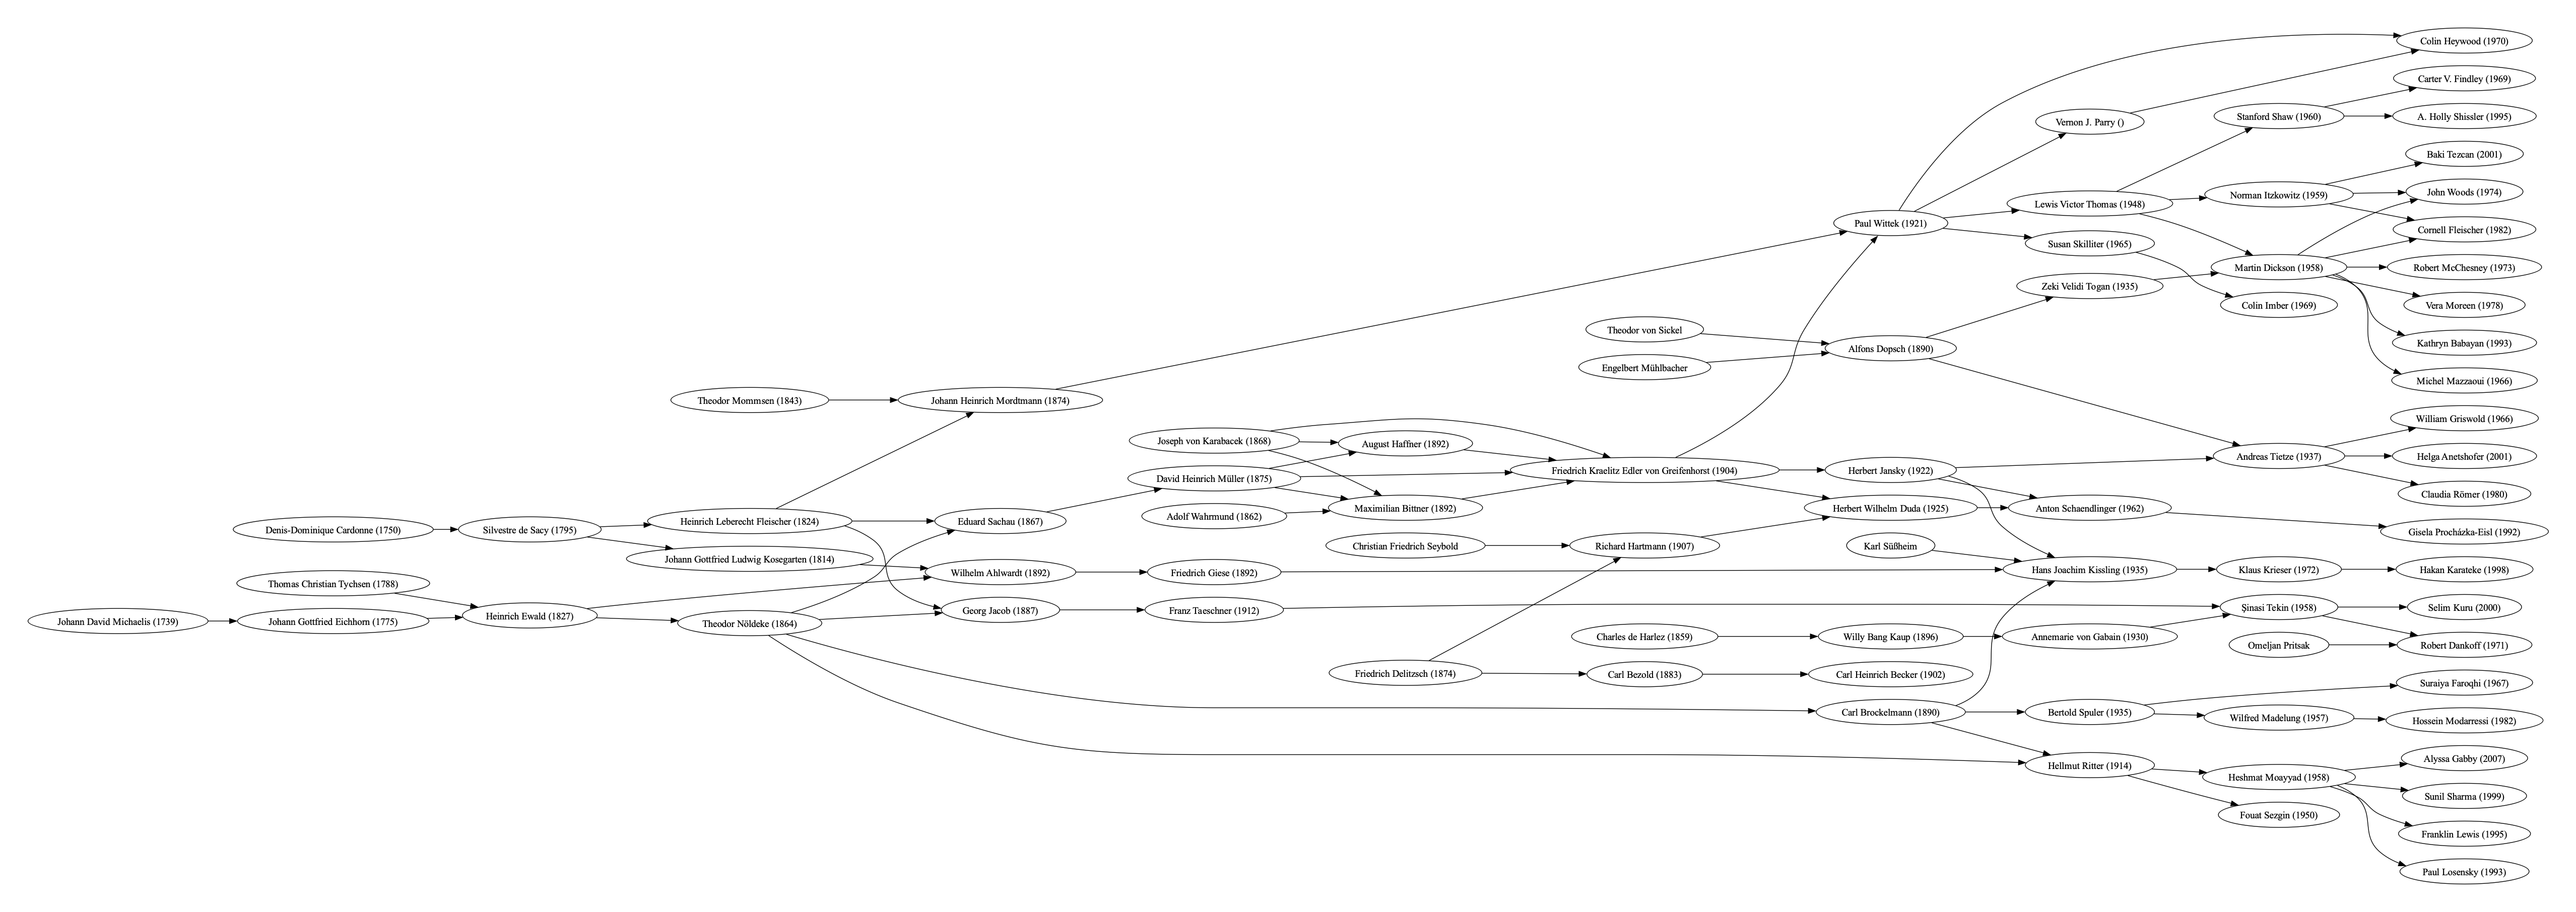 Colin Heywood (1970)
Carter V. Findley (1969)
Vernon J. Parry ()
Stanford Shaw (1960)
A. Holly Shissler (1995)
Baki Tezcan (2001)
Norman Itzkowitz (1959)
John Woods (1974)
Lewis Victor Thomas (1948)
Paul Wittek (1921)
Cornell Fleischer (1982)
Susan Skilliter (1965)
Martin Dickson (1958)
Robert McChesney (1973)
Zeki Velidi Togan (1935)
Colin Imber (1969)
Vera Moreen (1978)
Theodor von Sickel
Alfons Dopsch (1890)
Kathryn Babayan (1993)
Engelbert Mühlbacher
Michel Mazzaoui (1966)
Theodor Mommsen (1843)
Johann Heinrich Mordtmann (1874)
William Griswold (1966)
Joseph von Karabacek (1868)
August Haffner (1892)
Andreas Tietze (1937)
Helga Anetshofer (2001)
David Heinrich Müller (1875)
Friedrich Kraelitz Edler von Greifenhorst (1904)
Herbert Jansky (1922)
Claudia Römer (1980)
Adolf Wahrmund (1862)
Maximilian Bittner (1892)
Herbert Wilhelm Duda (1925)
Anton Schaendlinger (1962)
Denis-Dominique Cardonne (1750)
Silvestre de Sacy (1795)
Heinrich Leberecht Fleischer (1824)
Eduard Sachau (1867)
Gisela Procházka-Eisl (1992)
Christian Friedrich Seybold
Richard Hartmann (1907)
Karl Süßheim
Johann Gottfried Ludwig Kosegarten (1814)
Wilhelm Ahlwardt (1892)
Friedrich Giese (1892)
Hans Joachim Kissling (1935)
Klaus Krieser (1972)
Hakan Karateke (1998)
Thomas Christian Tychsen (1788)
Georg Jacob (1887)
Franz Taeschner (1912)
Şinasi Tekin (1958)
Selim Kuru (2000)
Johann David Michaelis (1739)
Johann Gottfried Eichhorn (1775)
Heinrich Ewald (1827)
Theodor Nöldeke (1864)
Charles de Harlez (1859)
Willy Bang Kaup (1896)
Annemarie von Gabain (1930)
Omeljan Pritsak
Robert Dankoff (1971)
Friedrich Delitzsch (1874)
Carl Bezold (1883)
Carl Heinrich Becker (1902)
Suraiya Faroqhi (1967)
Carl Brockelmann (1890)
Bertold Spuler (1935)
Wilfred Madelung (1957)
Hossein Modarressi (1982)
Hellmut Ritter (1914)
Heshmat Moayyad (1958)
Alyssa Gabby (2007)
Sunil Sharma (1999)
Fouat Sezgin (1950)
Franklin Lewis (1995)
Paul Losensky (1993)